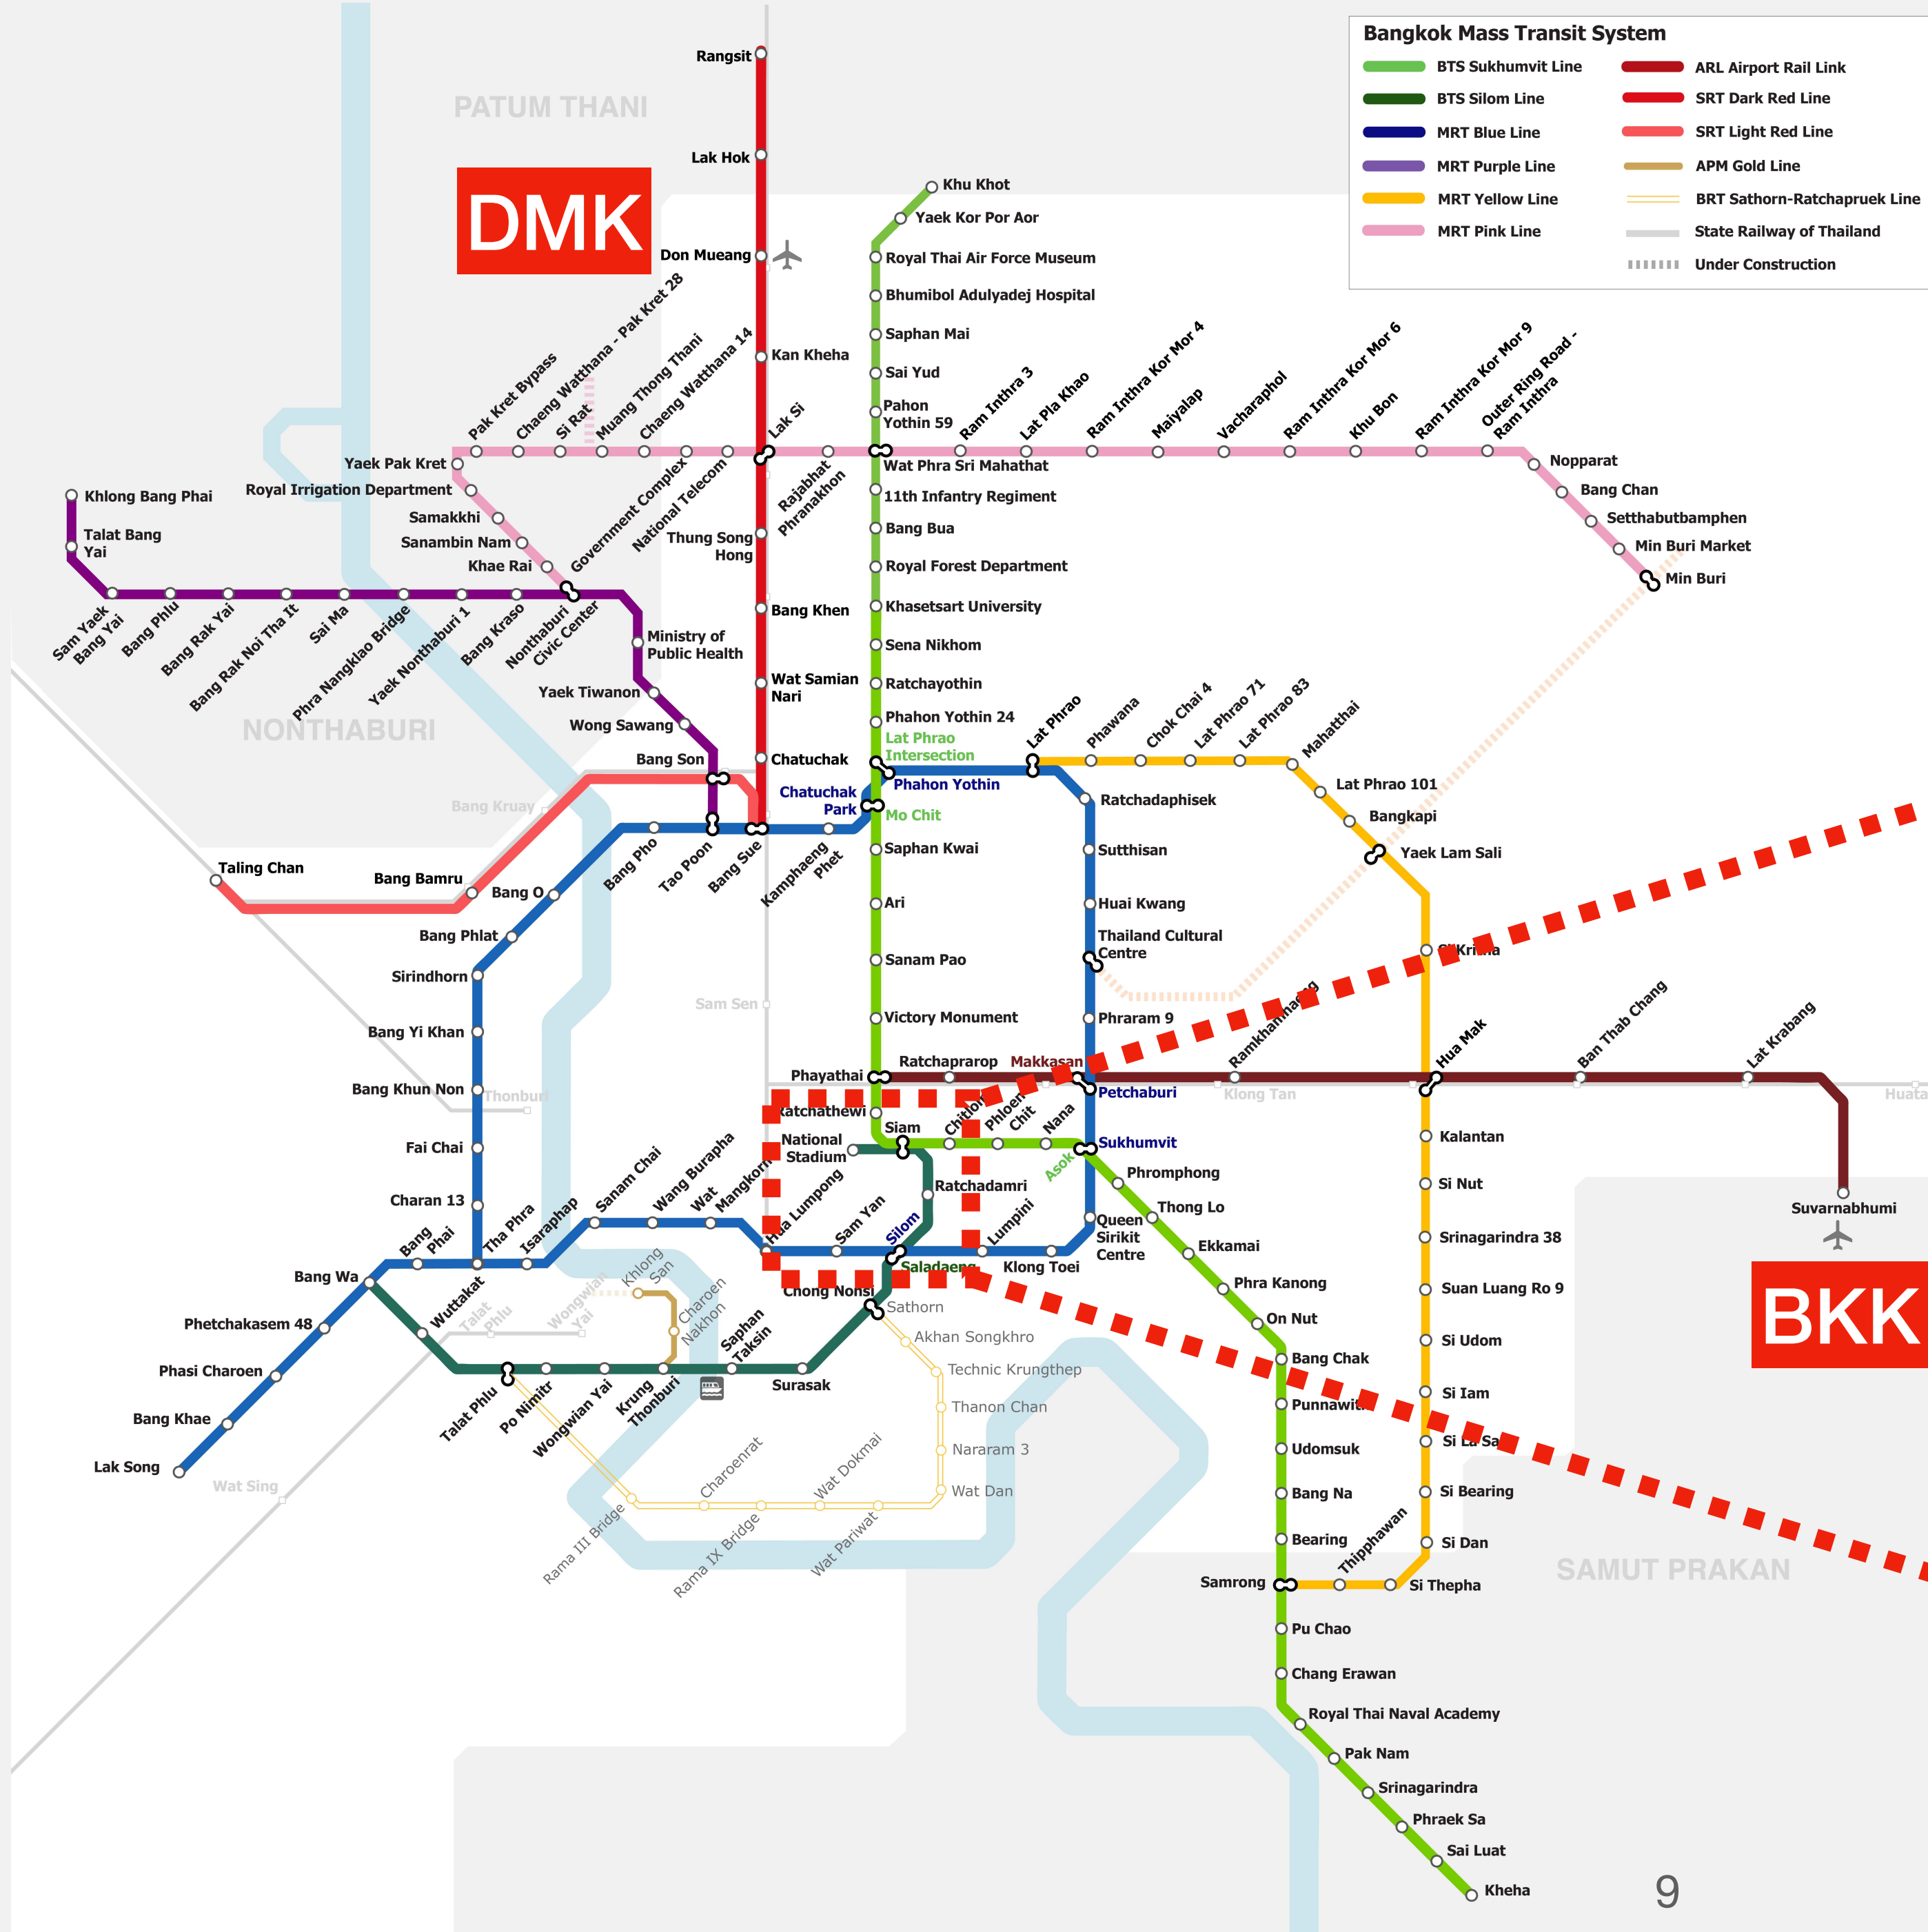 Bangkok Mass Transit System
BTS Sukhumvit Line
BTS Silom Line
MRT Blue Line
MRT Purple Line
MRT Yellow Line
MRT Pink Line
ARL Airport Rail Link
SRT Dark Red Line
SRT Light Red Line
APM Gold Line
BRT Sathorn-Ratchapruek Line
State Railway of Thailand
Under Construction
PATUM THANI
DMK
Rangsit
Lak Hok
Don Mueang
Kan Kheha
Lak Si
Thung Song
Hong
Bang Khen
Wat Samian
Nari
Chatuchak
Khu Khot
Yaek Kor Por Aor
Royal Thai Air Force Museum
Bhumibol Adulyadej Hospital
Saphan Mai
Sai Yud
Pahon
Yothin 59
Wat Phra Sri Mahathat
11th Infantry Regiment
Bang Bua
Royal Forest Department
Khasetsart University
Sena Nikhom
Ratchayothin
Phahon Yothin 24
Lat Phrao
Intersection
Phahon Yothin
Chatuchak
Park
Mo Chit
Saphan Kwai
Ari
Sanam Pao
Victory Monument
Phayathai
Ratchathewi
Siam
Pak Kret Bypass
Chaeng Watthana - Pak Kret 28
Si Rat
Muang Thong Thani
Chaeng Watthana 14
Government Complex
National Telecom
Rajabhat
Phranakhon
Ram Inthra 3
Lat Pla Khao
Ram Inthra Kor Mor 4
Maiyalap
Vacharaphol
Ram Inthra Kor Mor 6
Khu Bon
Ram Inthra Kor Mor 9
Outer Ring Road -
Ram Inthra
Nopparat
Bang Chan
Setthabutbamphen
Min Buri Market
Min Buri
Yaek Pak Kret
Royal Irrigation Department
Samakkhi
Sanambin Nam
Khae Rai
Khlong Bang Phai
Talat Bang
Yai
Sam Yaek
Bang Yai
Bang Phlu
Bang Rak Yai
Bang Rak Noi Tha It
Sai Ma
Phra Nangklao Bridge
Yaek Nonthaburi 1
Bang Kraso
Nonthaburi
Civic Center
Ministry of
Public Health
Yaek Tiwanon
Wong Sawang
Bang Son
NONTHABURI
Bang Kruay
Taling Chan
Bang Bamru
Bang O
Bang Pho
Tao Poon
Bang Sue
Kamphaeng
Phet
Bang Phlat
Sirindhorn
Bang Yi Khan
Bang Khun Non
Thonburi
Fai Chai
Charan 13
Sam Sen
Lat Phrao
Phawana
Chok Chai 4
Lat Phrao 71
Lat Phrao 83
Mahatthai
Lat Phrao 101
Bangkapi
Yaek Lam Sali
Si Kritha
Ratchadaphisek
Sutthisan
Huai Kwang
Thailand Cultural
Centre
Phraram 9
Ratchaprarop
Makkasan
Petchaburi
Ramkhamhaeng
Klong Tan
Hua Mak
Ban Thab Chang
Lat Krabang
Huata
Suvarnabhumi
BKK
National
Stadium
Chitlom
Phloen
Chit
Nana
Asok
Sukhumvit
Ratchadamri
Hua Lumpong
Sam Yan
Silom
Saladaeng
Lumpini
Klong Toei
Queen
Sirikit
Centre
Sanam Chai
Wang Burapha
Wat
Mangkorn
Bang
Phai
Tha Phra
Isaraphap
Bang Wa
Phetchakasem 48
Phasi Charoen
Bang Khae
Lak Song
Wuttakat
Talat
Phlu
Wongwian
Yai
Khlong
San
Charoen
Nakhon
Talat Phlu
Po Nimitr
Wongwian Yai
Krung
Thonburi
Saphan
Taksin
Surasak
Chong Nonsi
Sathorn
Akhan Songkhro
Technic Krungthep
Thanon Chan
Nararam 3
Wat Dan
Wat Pariwat
Wat Dokmai
Rama IX Bridge
Charoenrat
Rama III Bridge
Wat Sing
Phromphong
Thong Lo
Ekkamai
Phra Kanong
On Nut
Bang Chak
Punnawithi
Udomsuk
Bang Na
Bearing
Samrong
Pu Chao
Chang Erawan
Royal Thai Naval Academy
Pak Nam
Srinagarindra
Phraek Sa
Sai Luat
Kheha
Kalantan
Si Nut
Srinagarindra 38
Suan Luang Ro 9
Si Udom
Si Iam
Si La Sa
Si Bearing
Si Dan
Si Thepha
Thipphawan
SAMUT PRAKAN
9